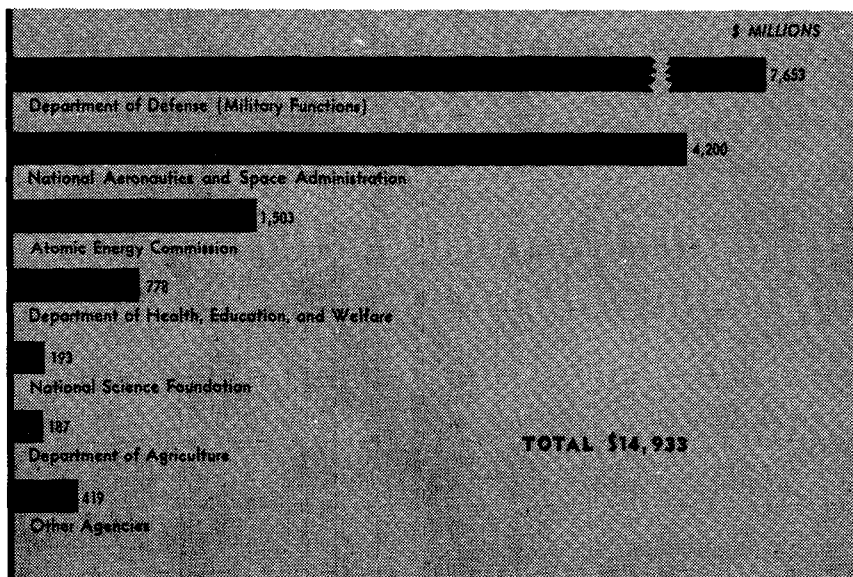 $ MILLIONS
7,653
Department of Defense (Military Functions)
4,200
National Aeronautics and Space Administration
1,503
Atomic Energy Commission
778
Department of Health, Education, and Welfare
193
National Science Foundation
187
Department of Agriculture
TOTAL $14,933
419
Other Agencies